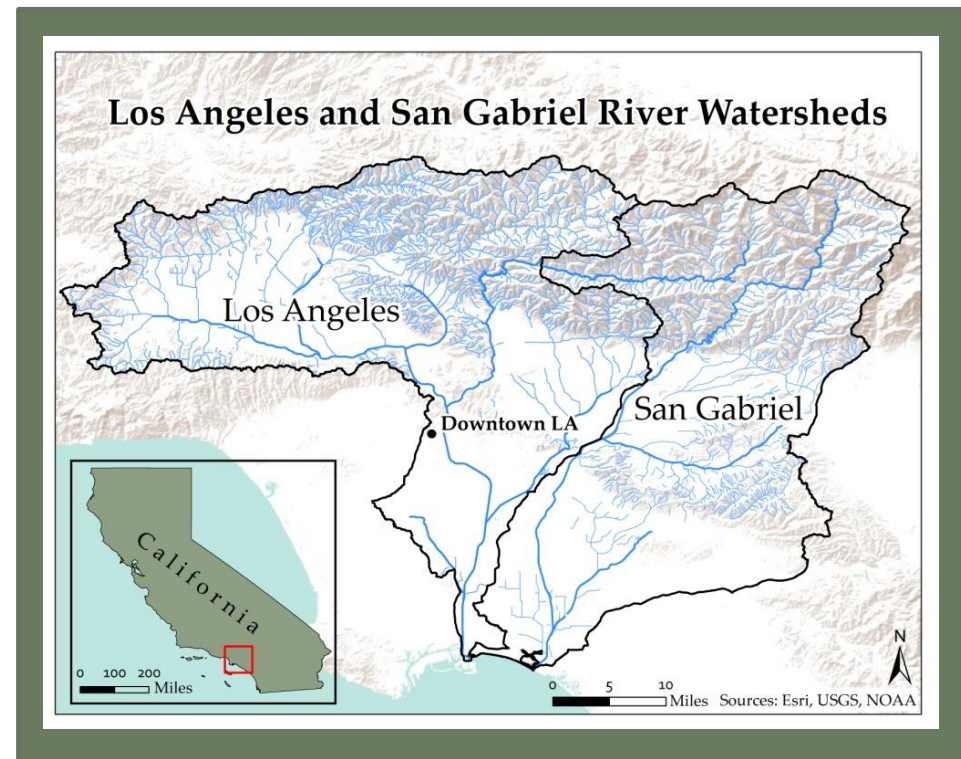 Los Angeles and San Gabriel River Watersheds
Los Angeles
San Gabriel
Downtown LA
California
0 100 200
Miles
N
0 5 10
Miles
Sources: Esri, USGS, NOAA